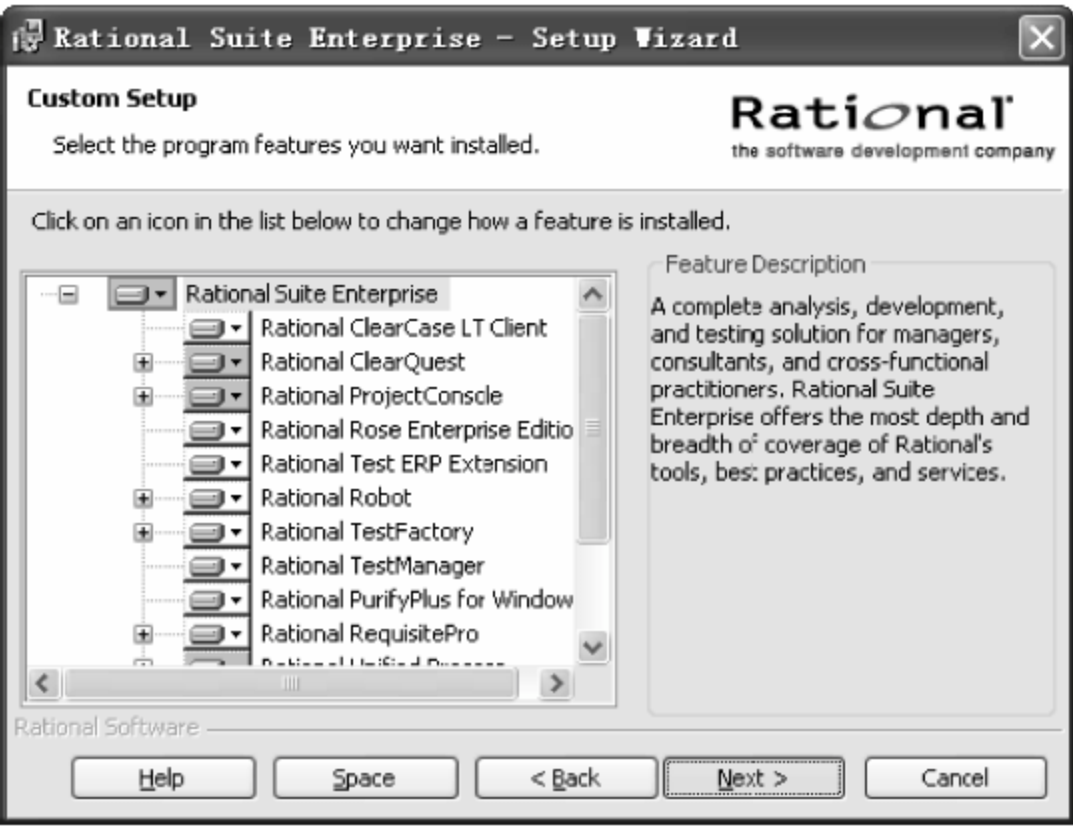 Rational Suite Enterprise - Setup Wizard
Custom Setup
Select the program features you want installed.
Rational
the software development company
Click on an icon in the list below to change how a feature is installed.
Rational Suite Enterprise
Rational ClearCase LT Client
Rational ClearQuest
Rational ProjectConsole
Rational Rose Enterprise Editio
Rational Test ERP Extension
Rational Robot
Rational TestFactory
Rational TestManager
Rational PurifyPlus for Window
Rational RequisitePro
Rational Unified Process
Feature Description
A complete analysis, development,
and testing solution for managers,
consultants, and cross-functional
practitioners. Rational Suite
Enterprise offers the most depth and
breadth of coverage of Rational's
tools, best practices, and services.
Rational Software
Help
Space
< Back
Next >
Cancel